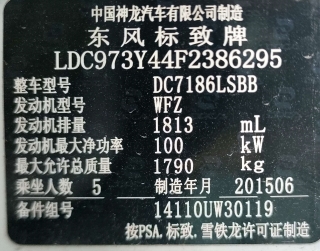 中国神龙汽车有限公司制造
东风标致牌
LDC973Y44F2386295
整车型号 DC7186LSBB
发动机型号 WFZ
发动机排量 1813 mL
发动机最大净功率 100 kW
最大允许总质量 1790 kg
乘坐人数 5 制造年月 201506
备件组号 14110UW30119
按PSA.标致.雪铁龙许可证制造